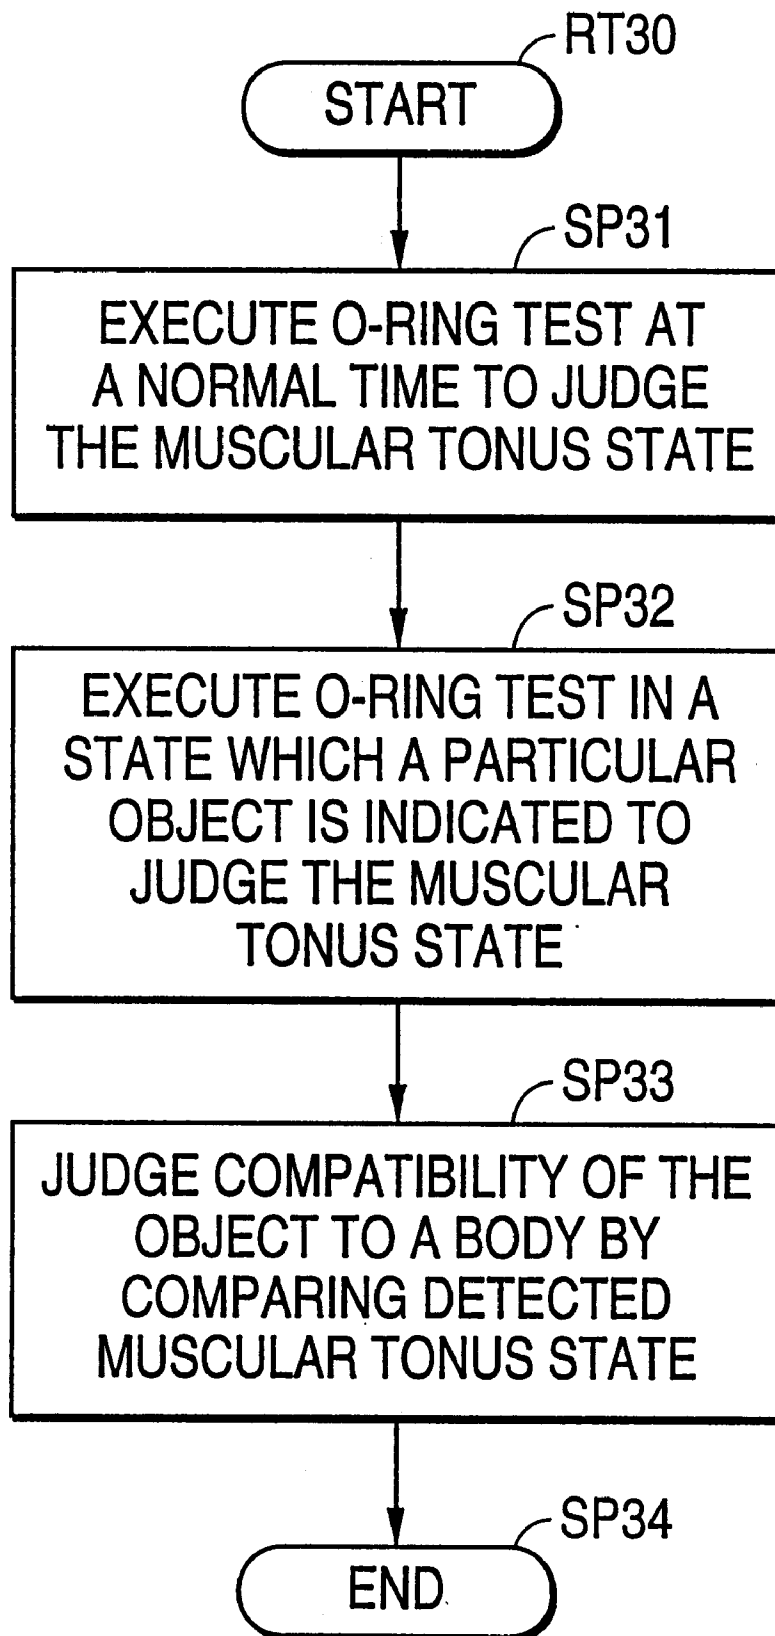 RT30
START
SP31
EXECUTE O-RING TEST AT
A NORMAL TIME TO JUDGE
THE MUSCULAR TONUS STATE
SP32
EXECUTE O-RING TEST IN A
STATE WHICH A PARTICULAR
OBJECT IS INDICATED TO
JUDGE THE MUSCULAR
TONUS STATE
SP33
JUDGE COMPATIBILITY OF THE
OBJECT TO A BODY BY
COMPARING DETECTED
MUSCULAR TONUS STATE
SP34
END